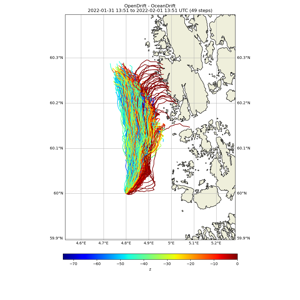 OpenDrift - OceanDrift
2022-01-31 13:51 to 2022-02-01 13:51 UTC (49 steps)
60.3°N 60.3°N
60.2°N 60.2°N
60.1°N 60.1°N
60°N 60°N
59.9°N 59.9°N
4.6°E 4.7°E 4.8°E 4.9°E 5°E 5.1°E 5.2°E
−70 −60 −50 −40 −30 −20 −10 0
z